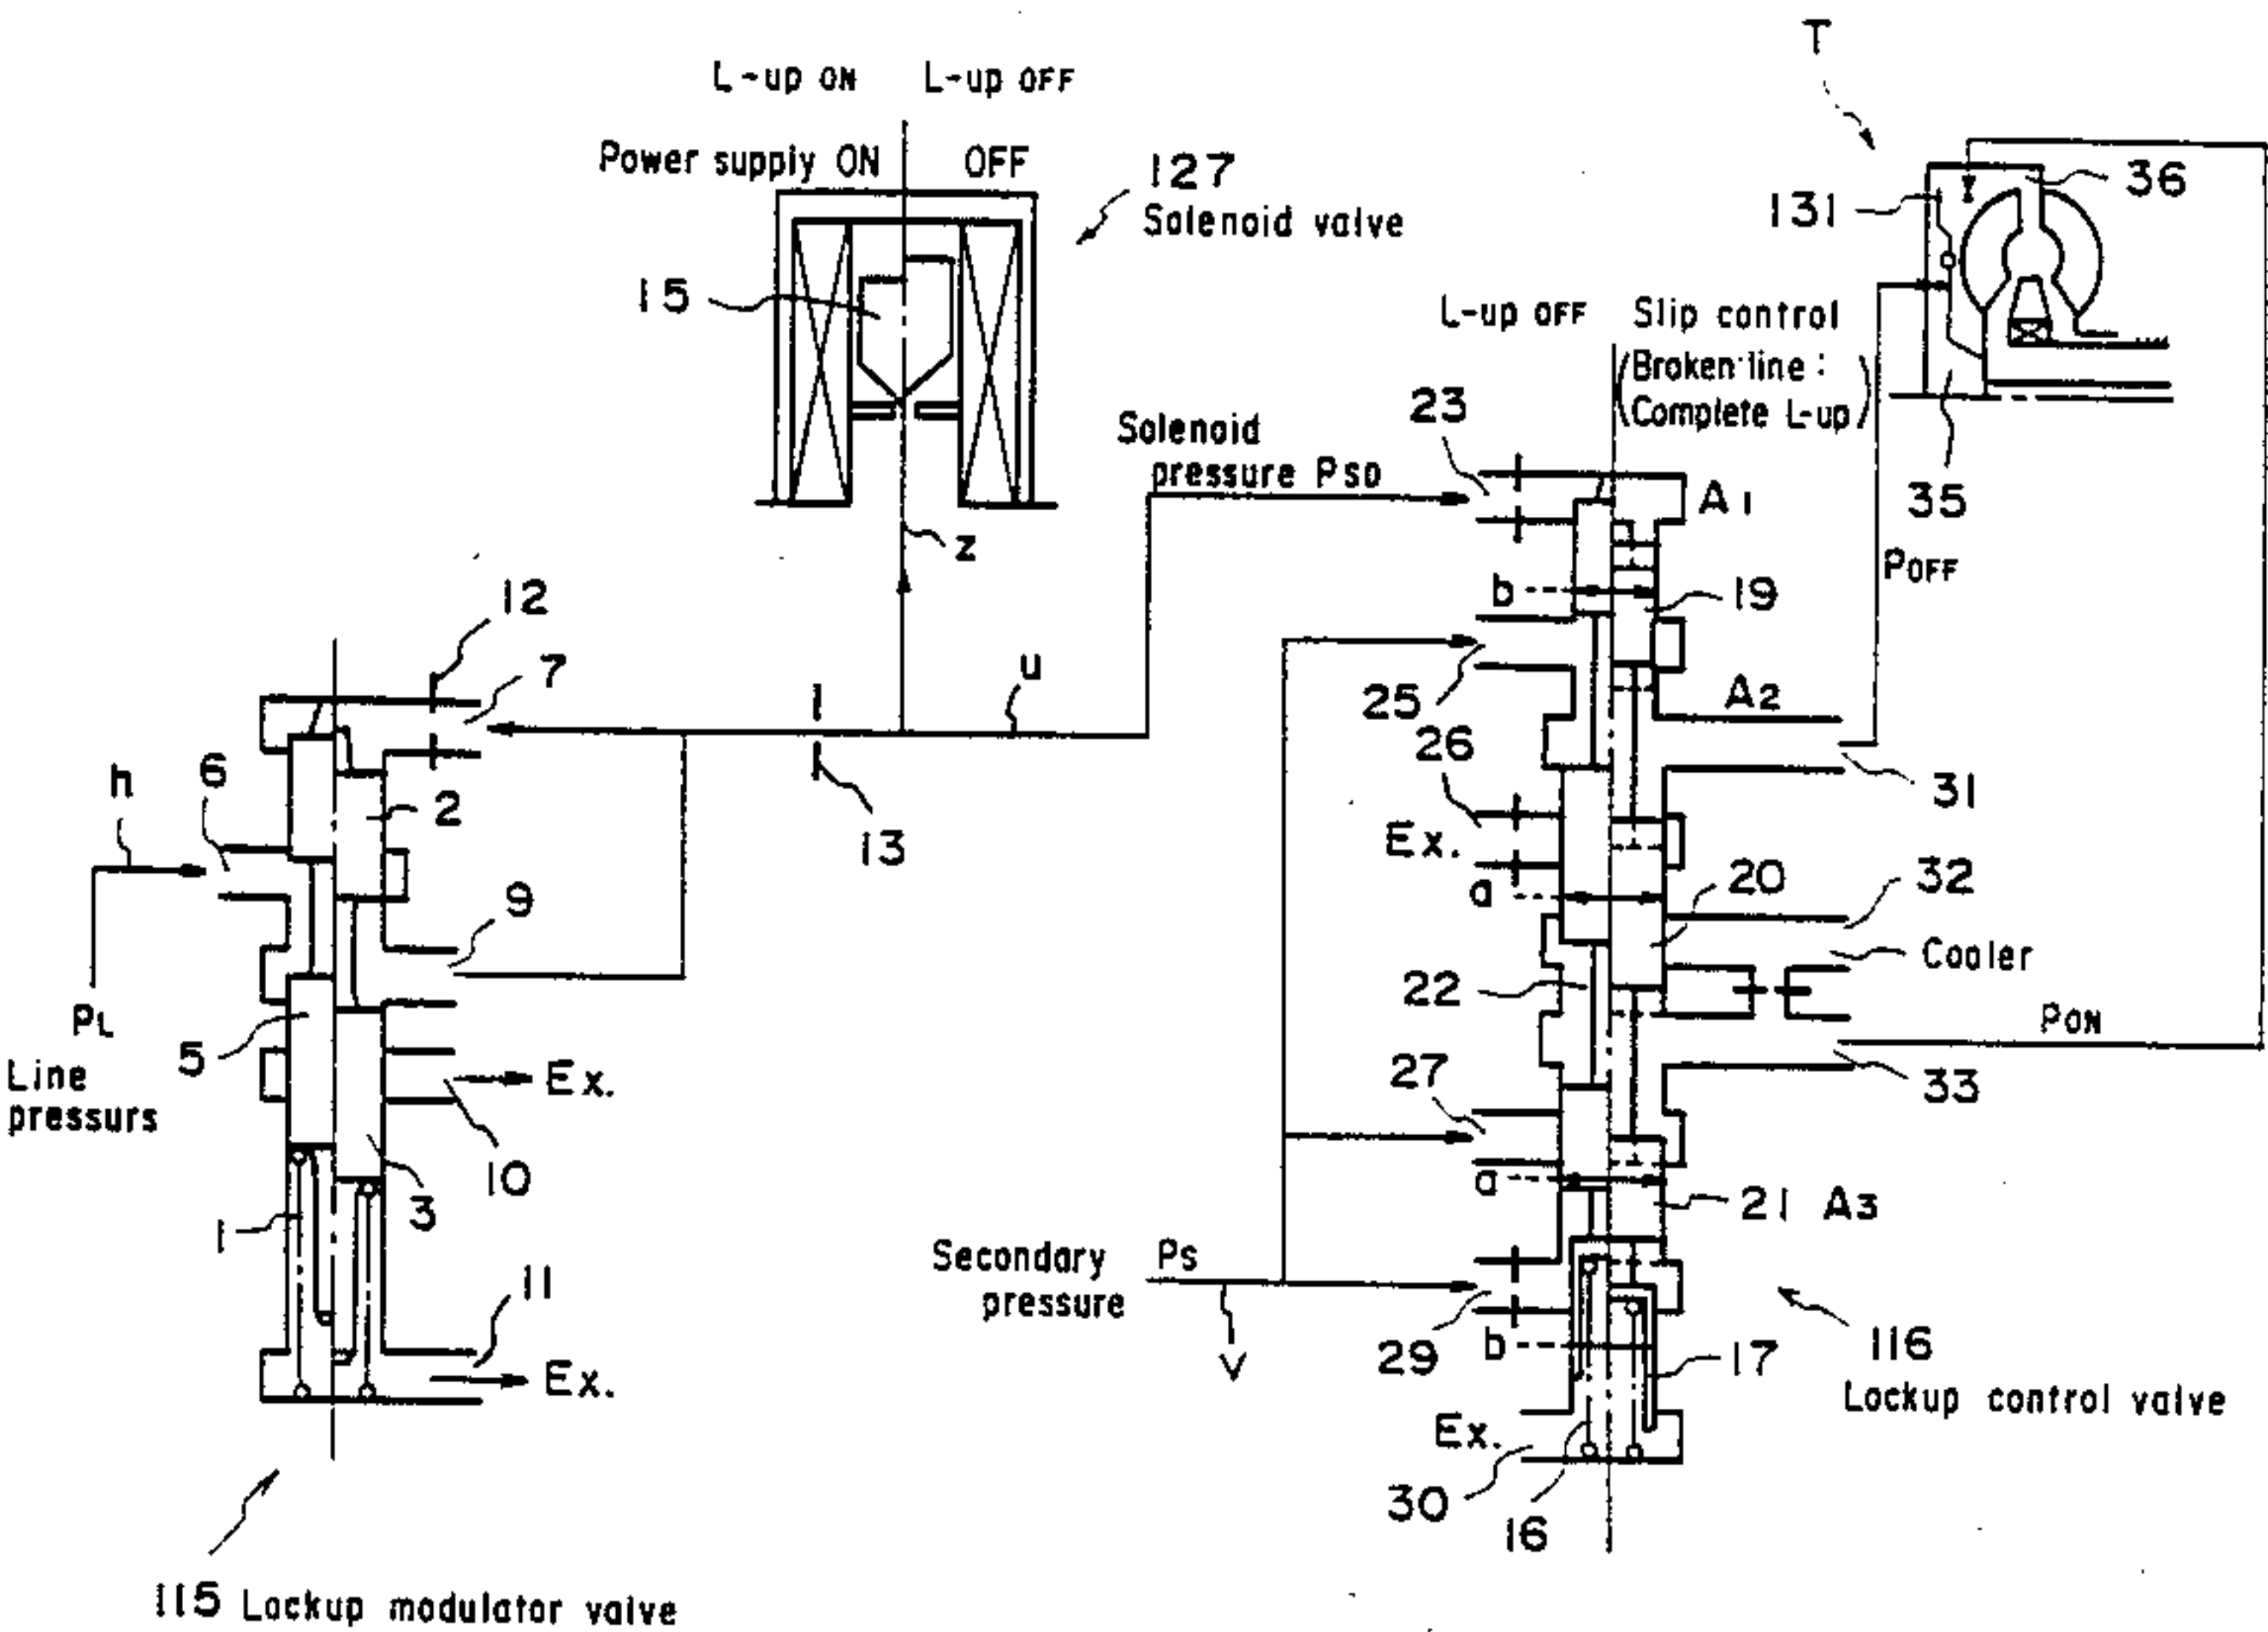 T
L-up ON L-up OFF
Power supply ON OFF
127
Solenoid valve
15
z
131
36
35
L-up OFF Slip control
(Broken line:
Complete L-up)
Solenoid
pressure PSO
23
A1
POFF
b
19
12
7
u
25
A2
26
31
h
6
2
13
Ex.
a
20
32
9
Cooler
22
PL
5
PON
Line
pressurs
Ex.
27
33
10
a
21 A3
1
3
Secondary
pressure
PS
11
29
b
17
116
Lockup control valve
V
Ex.
Ex.
30
16
115 Lockup modulator valve